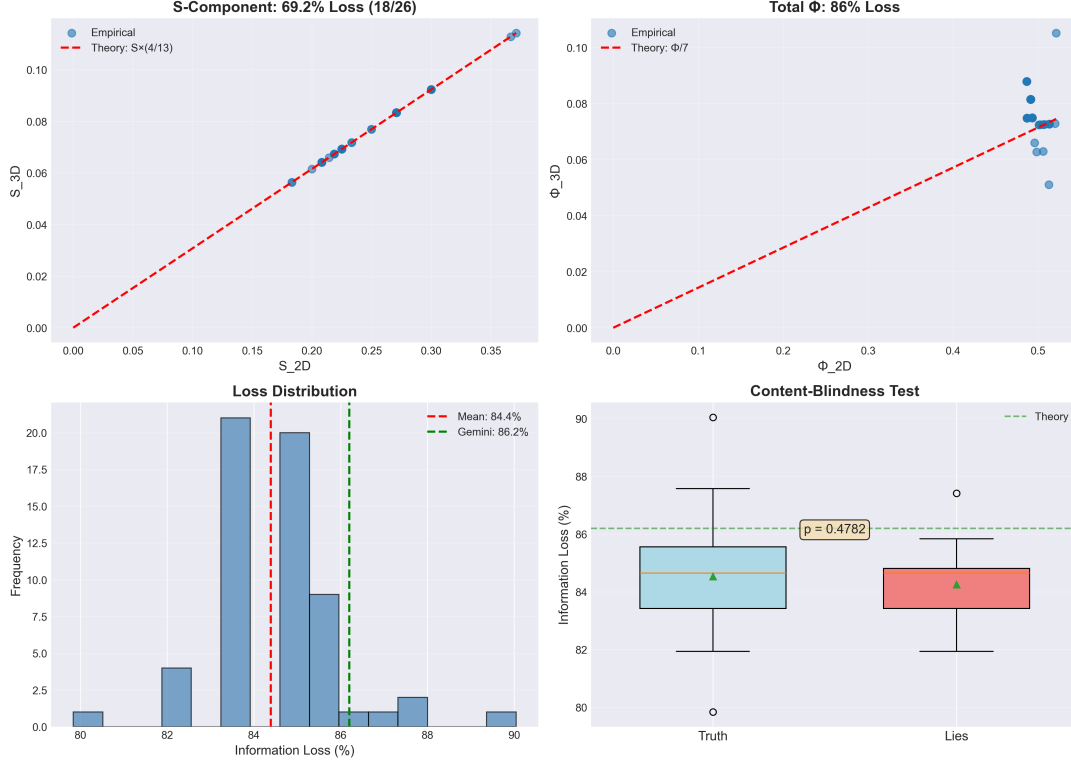 S-Component: 69.2% Loss (18/26)
Empirical
Theory: S×(4/13)
S_3D
0.10
0.08
0.06
0.04
0.02
0.00
0.00 0.05 0.10 0.15 0.20 0.25 0.30 0.35
S_2D
Total Φ: 86% Loss
Empirical
Theory: Φ/7
Φ_3D
0.10
0.08
0.06
0.04
0.02
0.00
0.0 0.1 0.2 0.3 0.4 0.5
Φ_2D
Loss Distribution
Mean: 84.4%
Gemini: 86.2%
Frequency
20.0
17.5
15.0
12.5
10.0
7.5
5.0
2.5
0.0
80 82 84 86 88 90
Information Loss (%)
Content-Blindness Test
Theory
Information Loss (%)
90
88
86
84
82
80
p = 0.4782
Truth Lies